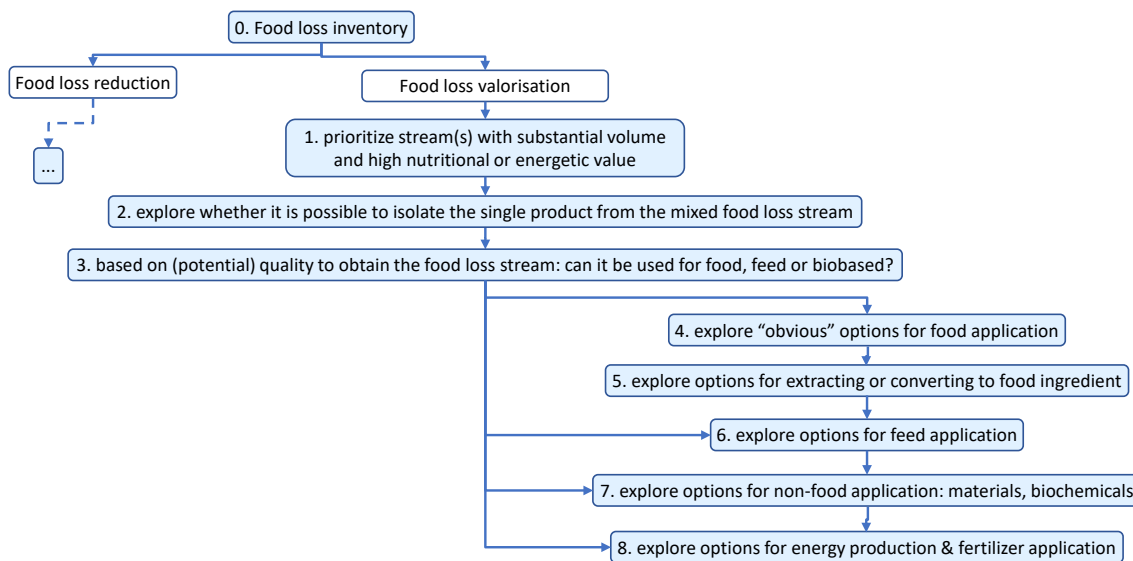 0. Food loss inventory
Food loss reduction
Food loss valorisation
...
1. prioritize stream(s) with substantial volume
and high nutritional or energetic value
2. explore whether it is possible to isolate the single product from the mixed food loss stream
3. based on (potential) quality to obtain the food loss stream: can it be used for food, feed or biobased?
4. explore “obvious” options for food application
5. explore options for extracting or converting to food ingredient
6. explore options for feed application
7. explore options for non-food application: materials, biochemicals
8. explore options for energy production & fertilizer application